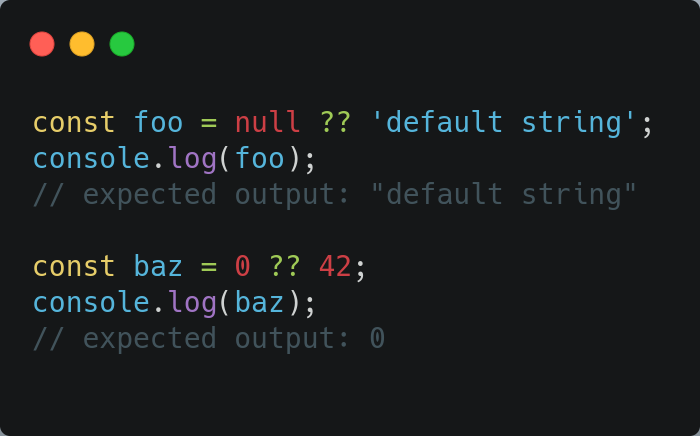 const foo = null ?? 'default string';
console.log(foo);
// expected output: "default string"
const baz = 0 ?? 42;
console.log(baz);
// expected output: 0